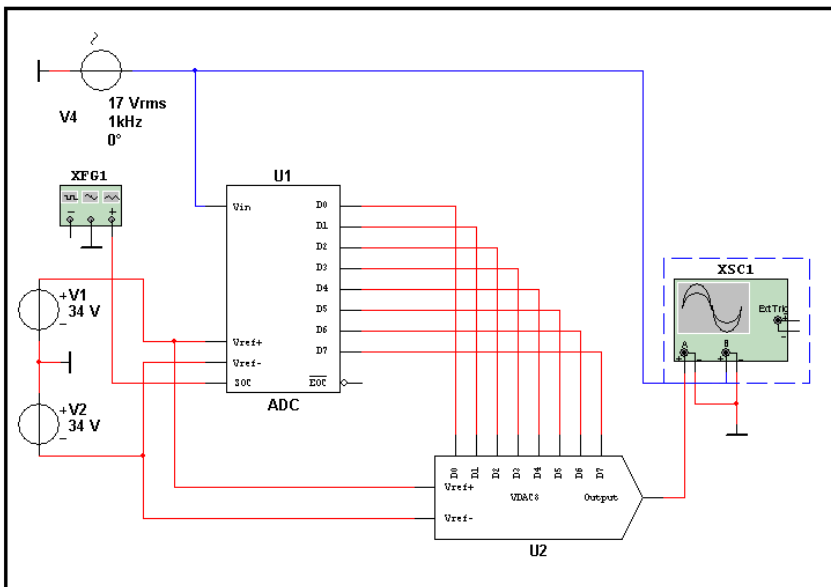 17 Vrms
V4
1kHz
0°
XFG1
U1
Vin
D0
D1
D2
D3
D4
D5
D6
D7
XSC1
Ext Trig
+
-
A
B
+ - + -
- +
+ V1
34 V
-
Vref+
Vref-
SOC
EOC
ADC
+ V2
34 V
-
D0 D1 D2 D3 D4 D5 D6 D7
Vref+
VDAC8
Output
Vref-
U2